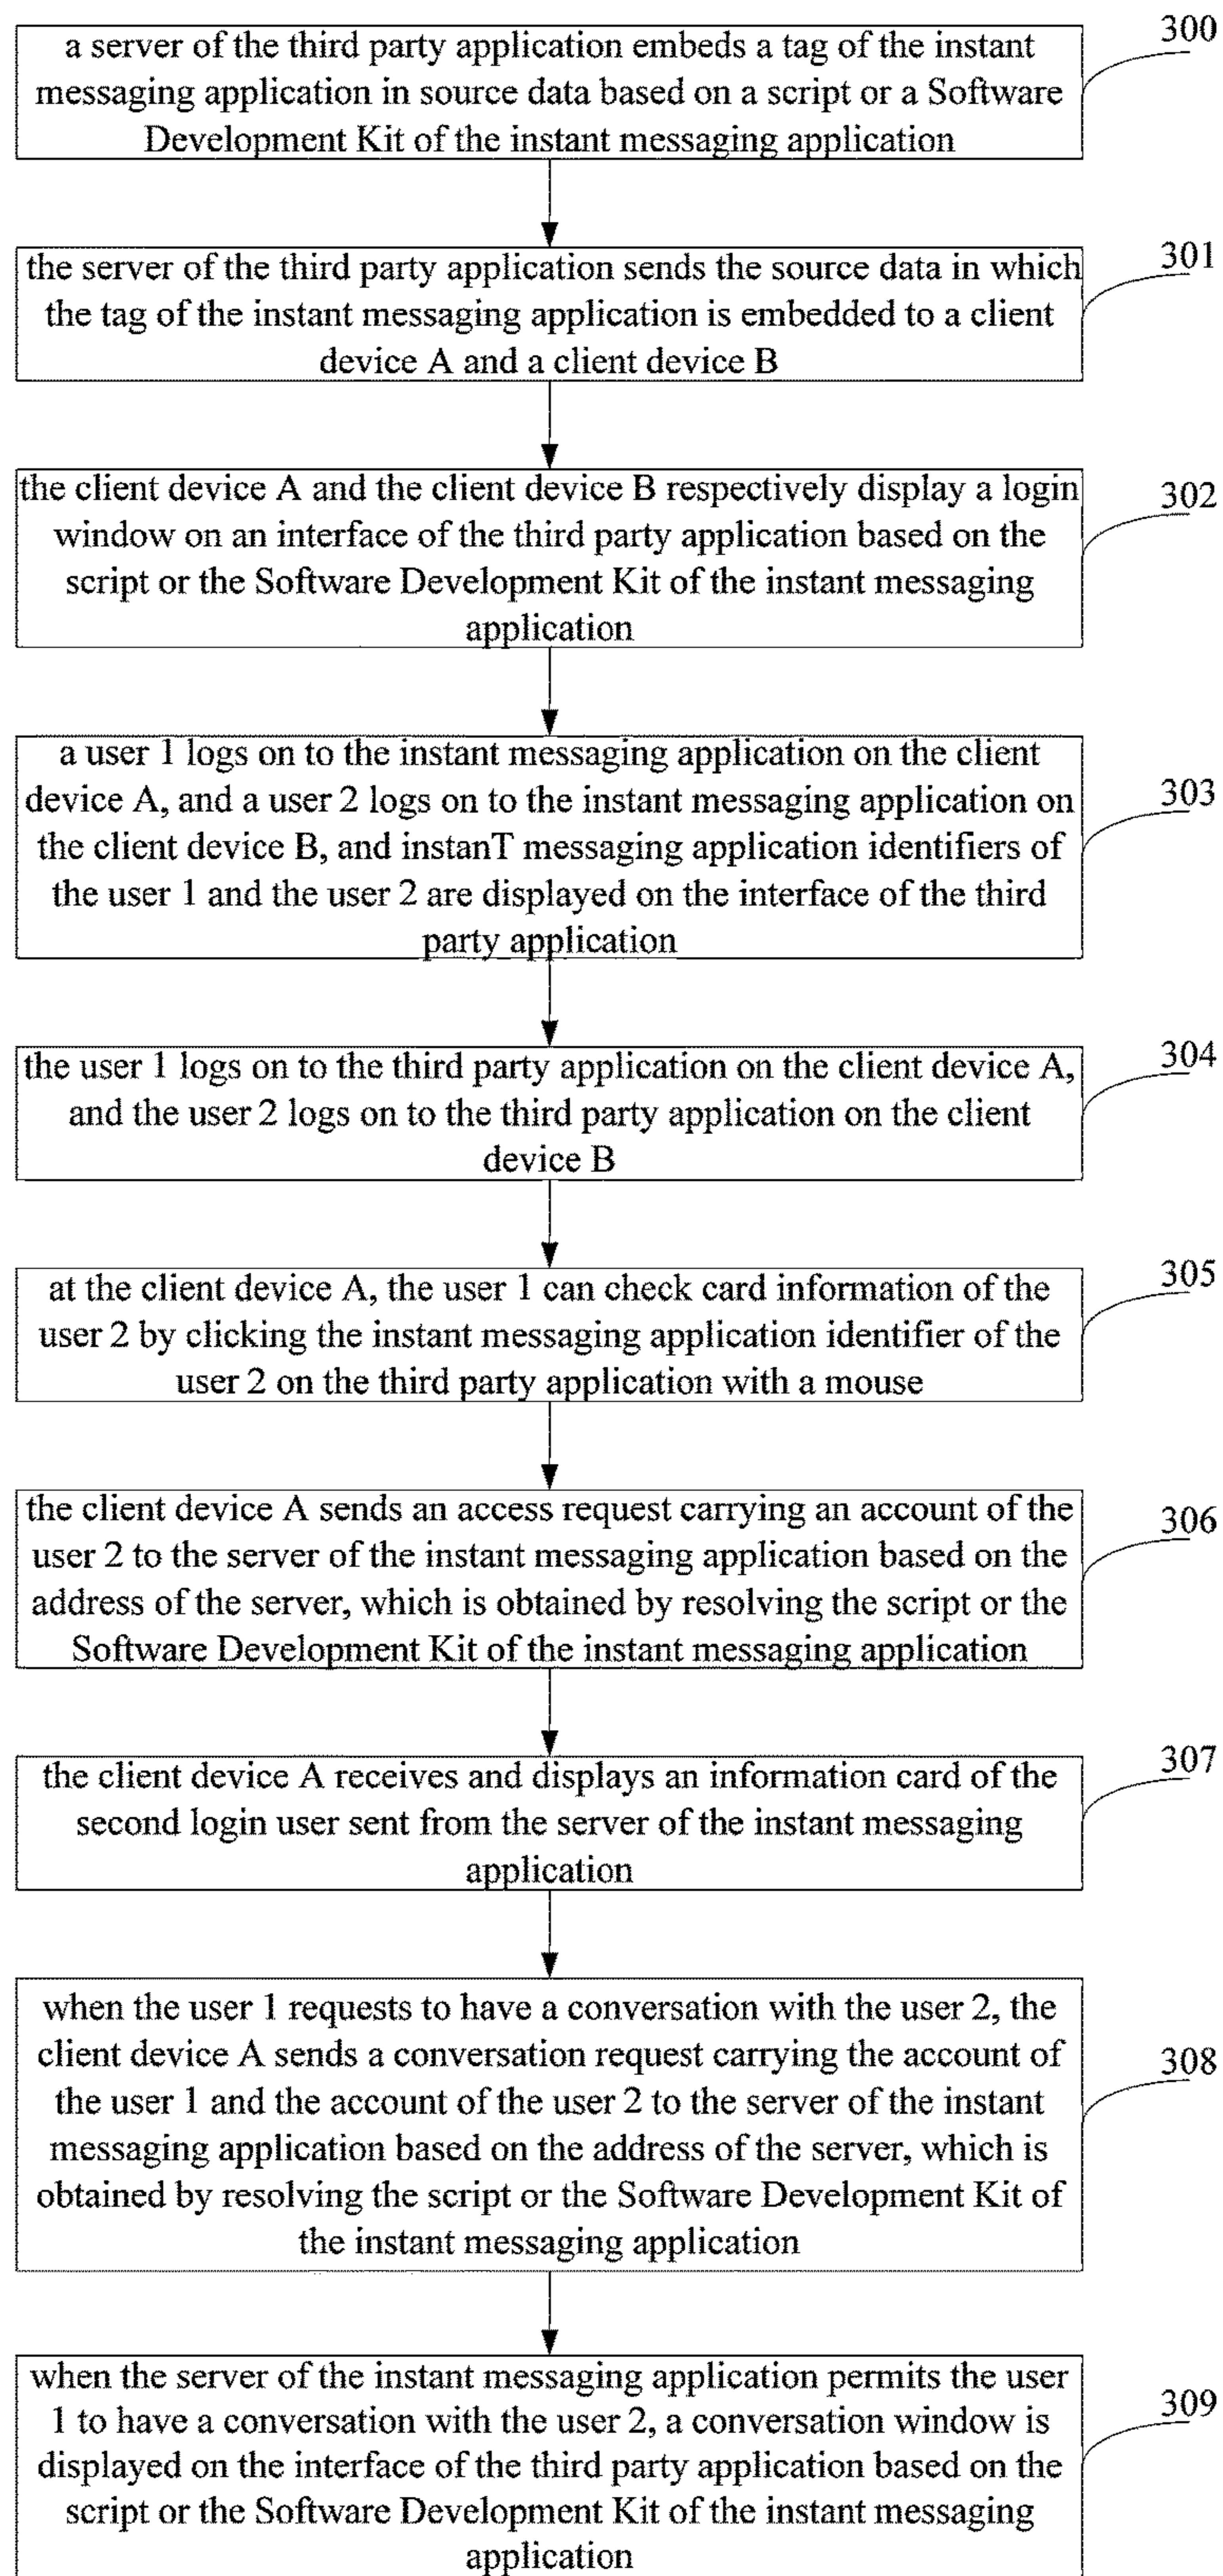 300
a server of the third party application embeds a tag of the instant
messaging application in source data based on a script or a Software
Development Kit of the instant messaging application
301
the server of the third party application sends the source data in which
the tag of the instant messaging application is embedded to a client
device A and a client device B
302
the client device A and the client device B respectively display a login
window on an interface of the third party application based on the
script or the Software Development Kit of the instant messaging
application
303
a user 1 logs on to the instant messaging application on the client
device A, and a user 2 logs on to the instant messaging application on
the client device B, and instanT messaging application identifiers of
the user 1 and the user 2 are displayed on the interface of the third
party application
304
the user 1 logs on to the third party application on the client device A,
and the user 2 logs on to the third party application on the client
device B
305
at the client device A, the user 1 can check card information of the
user 2 by clicking the instant messaging application identifier of the
user 2 on the third party application with a mouse
306
the client device A sends an access request carrying an account of the
user 2 to the server of the instant messaging application based on the
address of the server, which is obtained by resolving the script or the
Software Development Kit of the instant messaging application
307
the client device A receives and displays an information card of the
second login user sent from the server of the instant messaging
application
308
when the user 1 requests to have a conversation with the user 2, the
client device A sends a conversation request carrying the account of
the user 1 and the account of the user 2 to the server of the instant
messaging application based on the address of the server, which is
obtained by resolving the script or the Software Development Kit of
the instant messaging application
309
when the server of the instant messaging application permits the user
1 to have a conversation with the user 2, a conversation window is
displayed on the interface of the third party application based on the
script or the Software Development Kit of the instant messaging
application